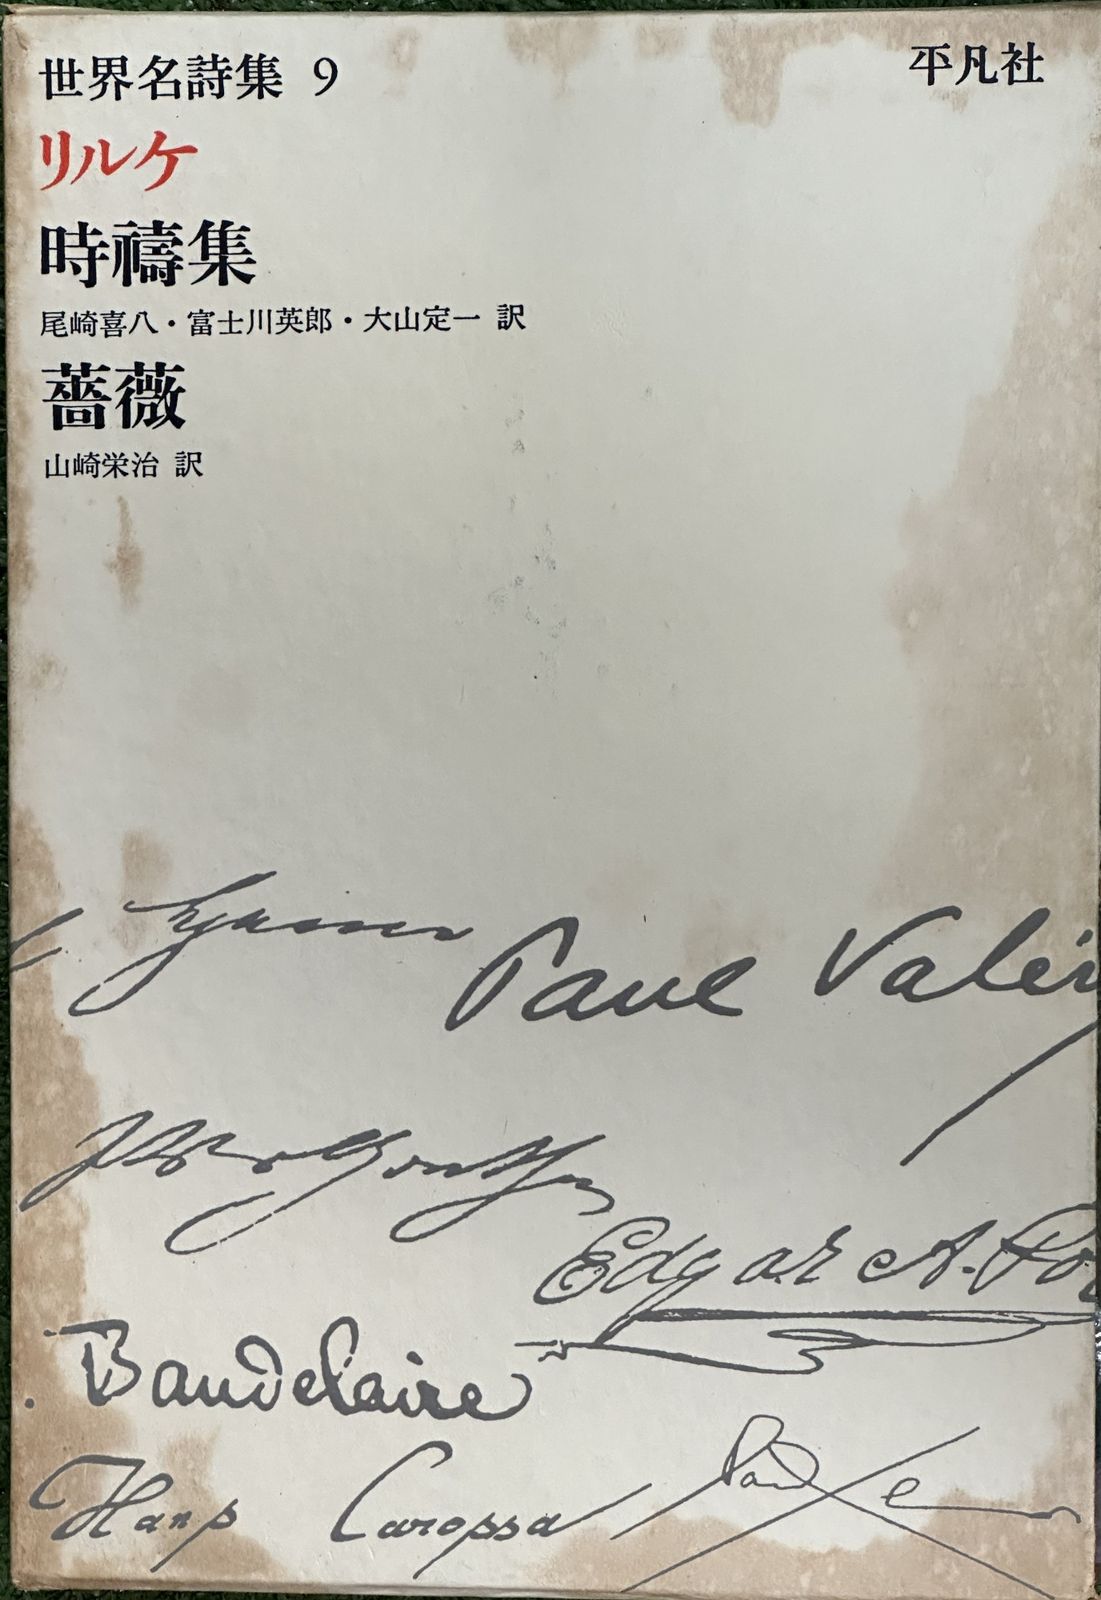 世界名詩集 9
平凡社
リルケ
時禱集
尾崎喜八・富士川英郎・大山定一 訳
薔薇
山崎栄治 訳
Paul Valéry
Edgar A. Poe
Baudelaire
Hans Carossa